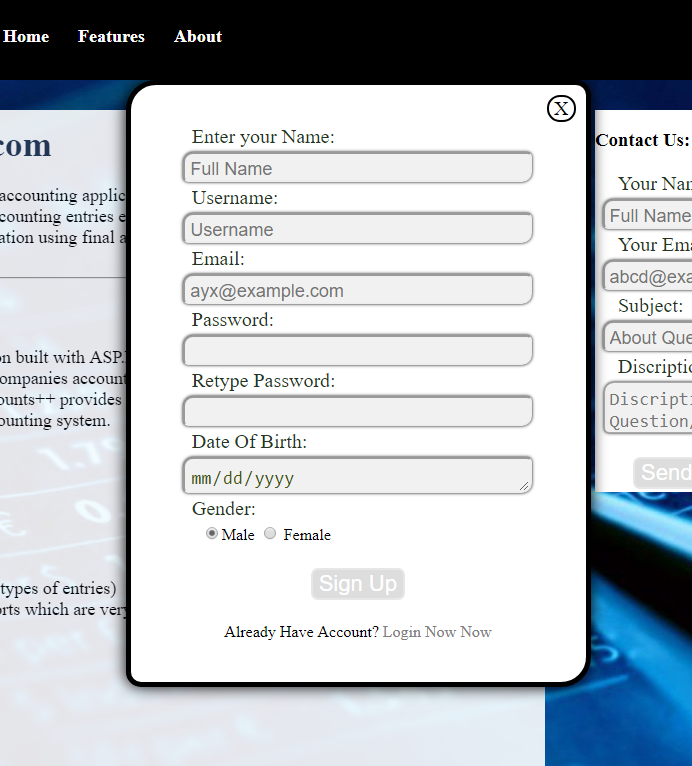 Home Features About
com
accounting applic
counting entries e
ation using final a
on built with ASP.
ompanies account
ounts++ provides
ounting system.
types of entries)
orts which are very
X
Enter your Name:
Full Name
Username:
Username
Email:
ayx@example.com
Password:
Retype Password:
Date Of Birth:
mm/dd/yyyy
Gender:
Male Female
Sign Up
Already Have Account? Login Now Now
Contact Us:
Your Nam
Full Name
Your Ema
abcd@exa
Subject:
About Que
Discriptio
Discripti
Question/
Send